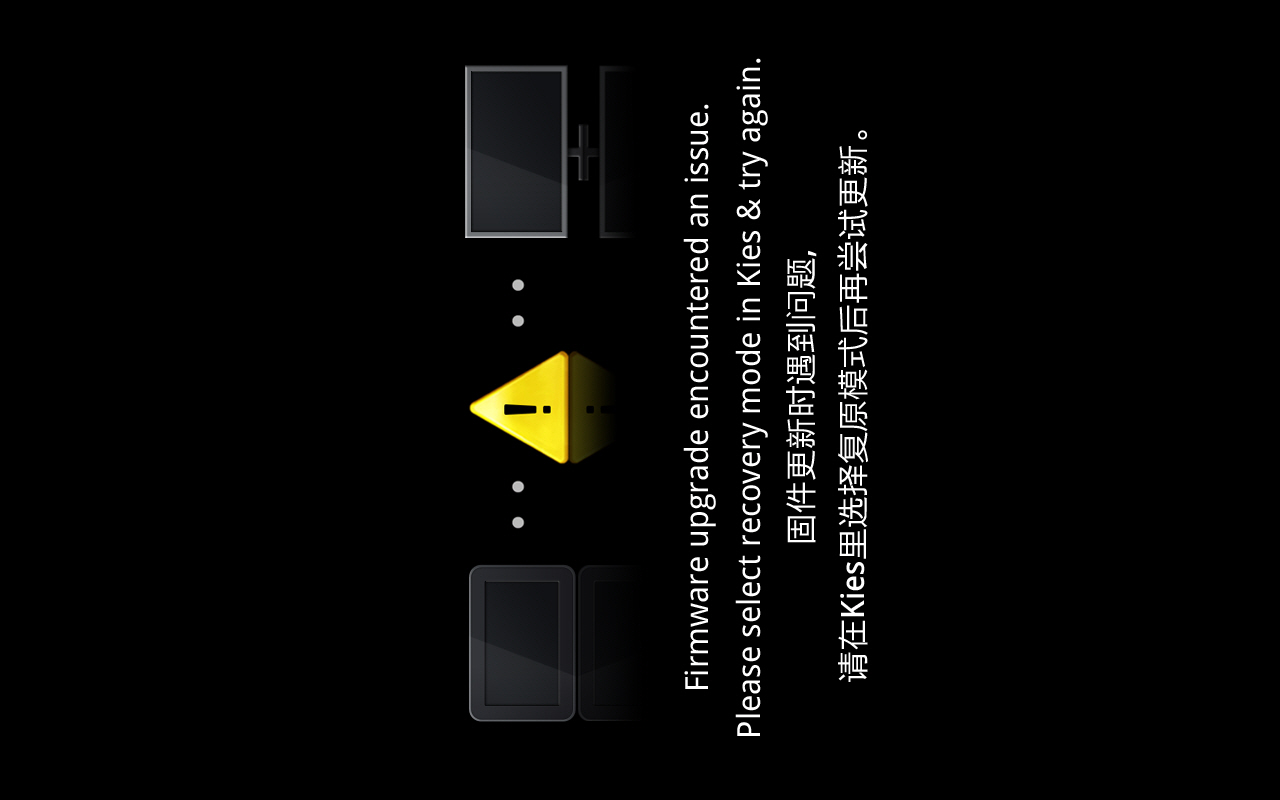 Firmware upgrade encountered an issue.
Please select recovery mode in Kies & try again.
固件更新时遇到问题,
请在Kies里选择复原模式后再尝试更新。